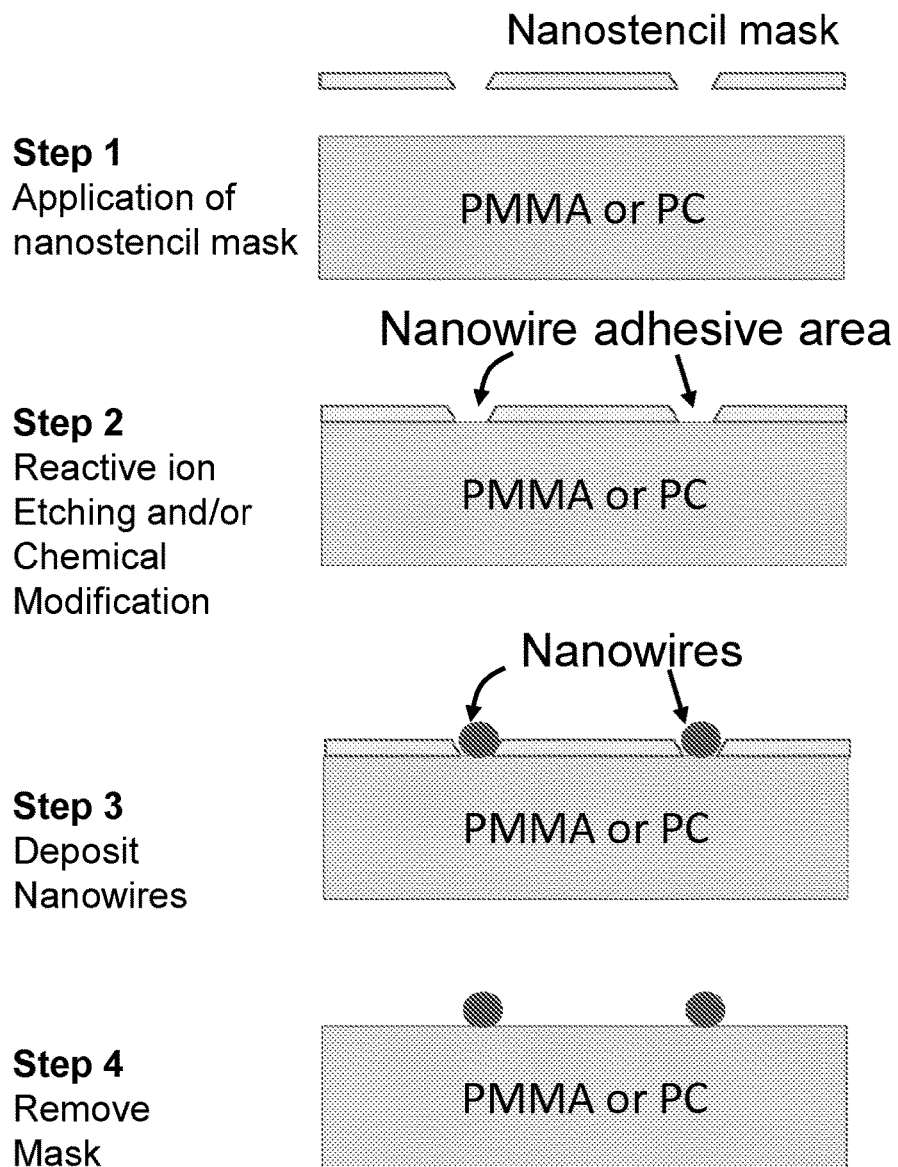 Nanostencil mask
Step 1
Application of
nanostencil mask
PMMA or PC
Nanowire adhesive area
Step 2
Reactive ion
Etching and/or
Chemical
Modification
PMMA or PC
Nanowires
Step 3
Deposit
Nanowires
PMMA or PC
Step 4
Remove
Mask
PMMA or PC